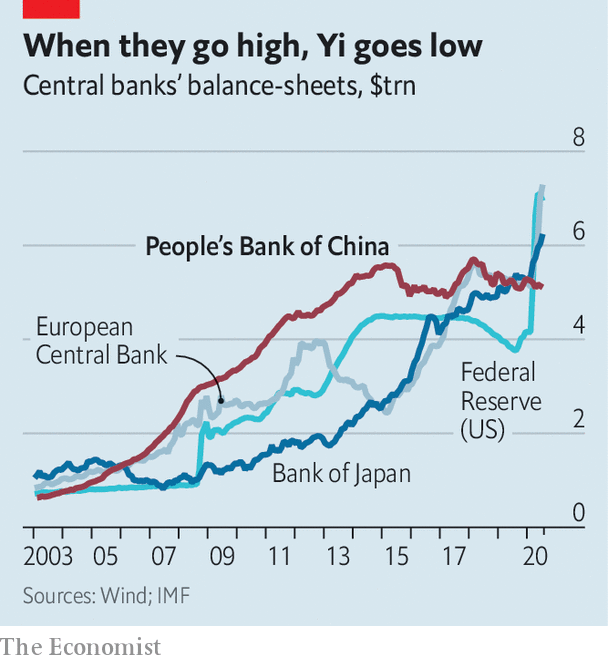 When they go high, Yi goes low
Central banks’ balance-sheets, $trn
8
6
People’s Bank of China
European
Central Bank
4
Federal
Reserve
(US)
2
Bank of Japan
0
2003 05 07 09 11 13 15 17 20
Sources: Wind; IMF
The Economist